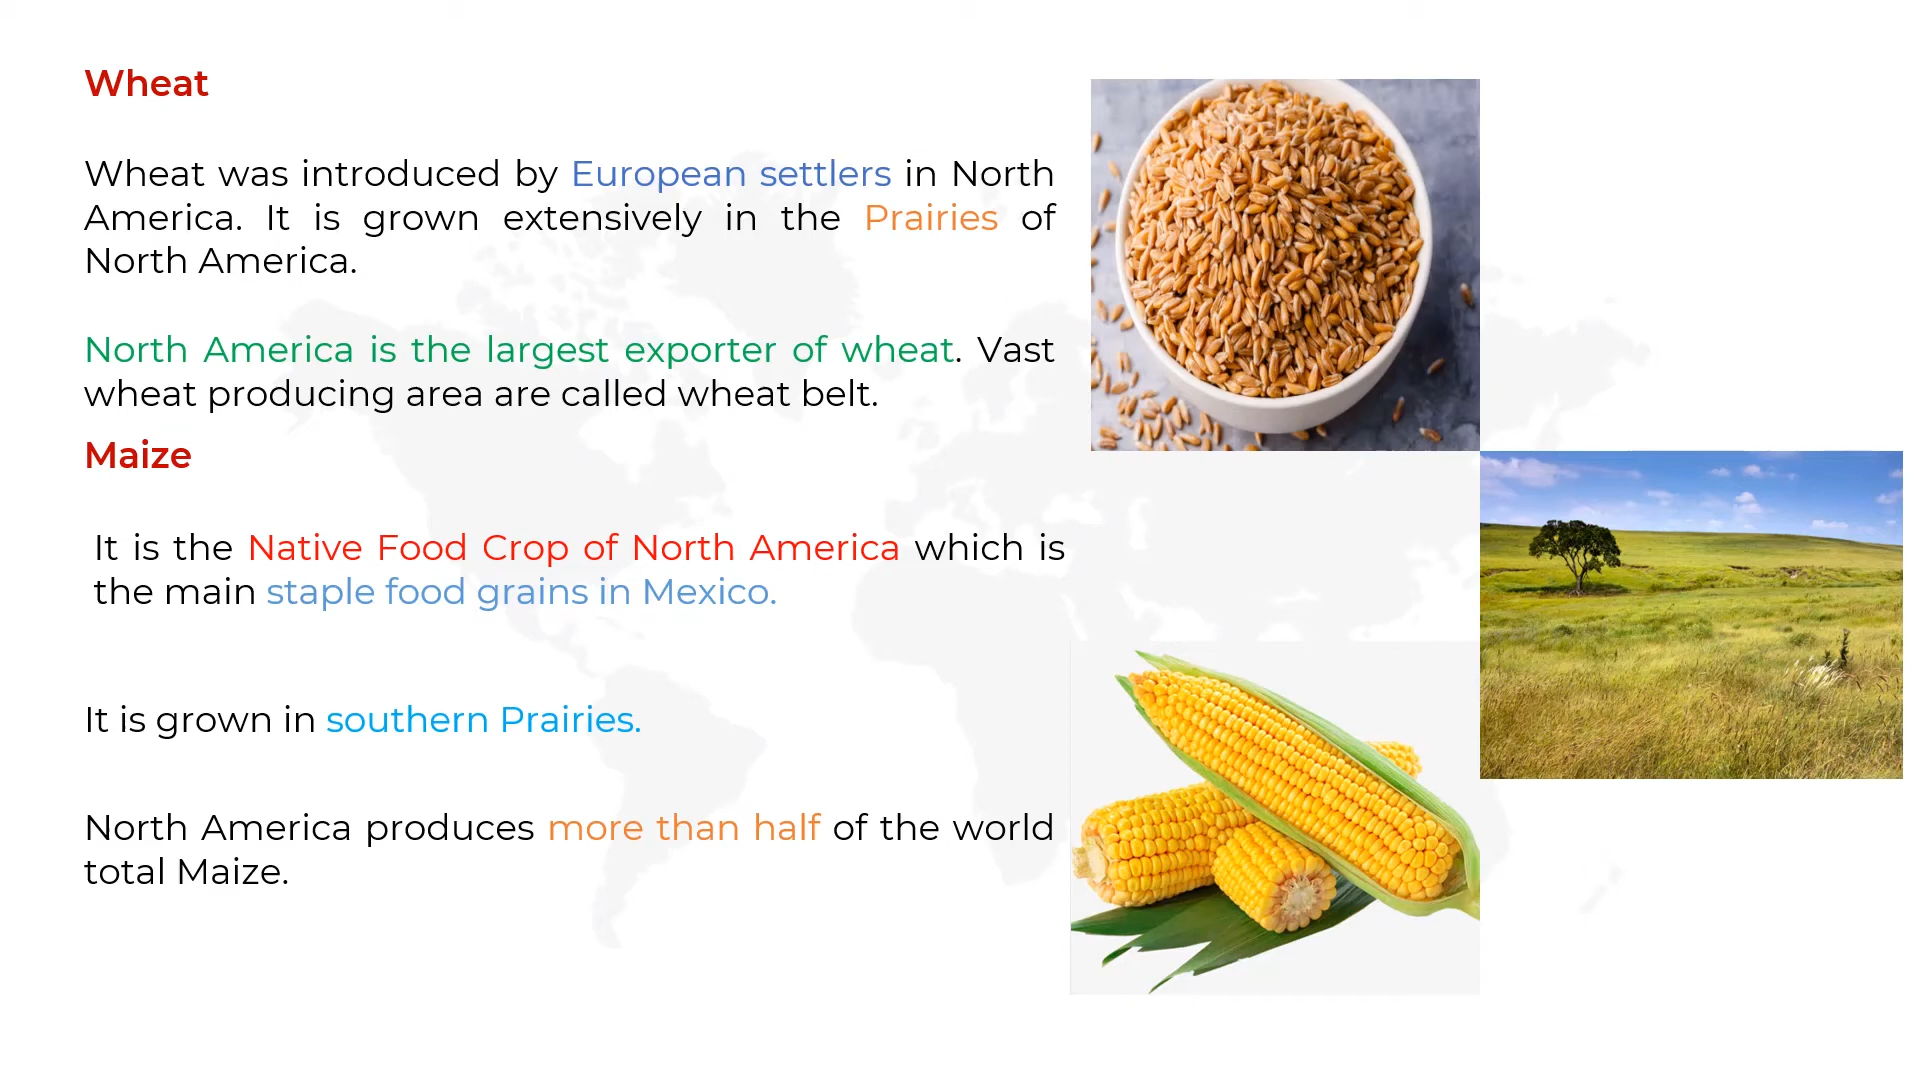 Wheat
Wheat was introduced by European settlers in North
America. It is grown extensively in the Prairies of
North America.
North America is the largest exporter of wheat. Vast
wheat producing area are called wheat belt.
Maize
It is the Native Food Crop of North America which is
the main staple food grains in Mexico.
It is grown in southern Prairies.
North America produces more than half of the world
total Maize.